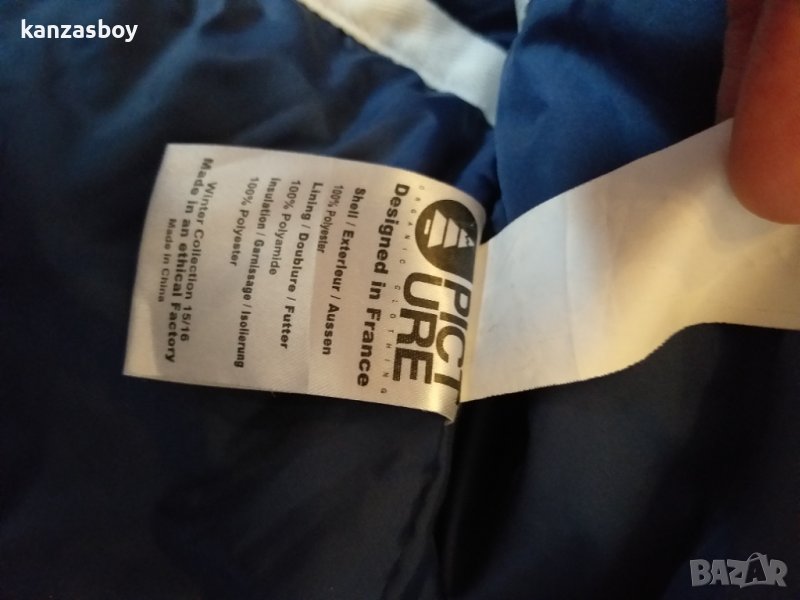 kanzasboy
PICT
URE
ORGANIC CLOTHING
Designed in France
Shell / Exterieur / Aussen
100% Polyester
Lining / Doublure / Futter
100% Polyamide
Insulation / Garnissage / Isolierung
100% Polyester
Winter Collection 15/16
Made in an ethical Factory
Made in China
BAZAR